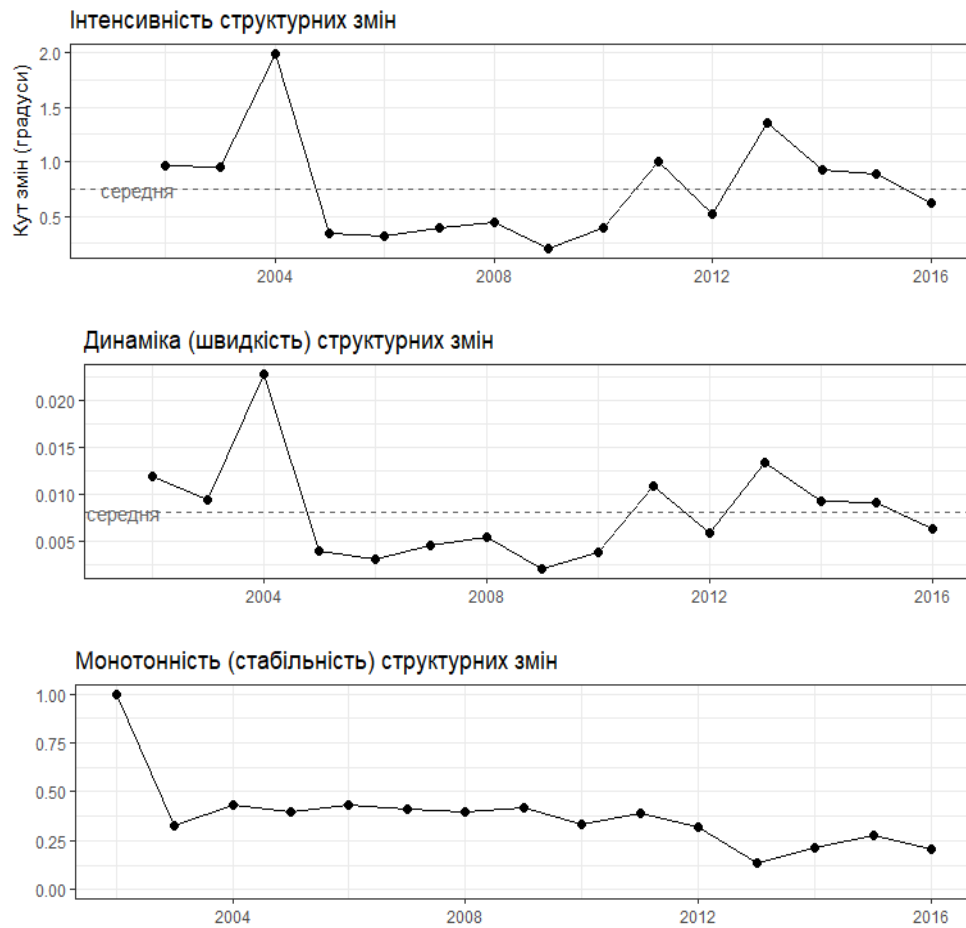 Інтенсивність структурних змін
Кут змін (градуси)
2.0
1.5
1.0
середня
0.5
2004 2008 2012 2016
Динаміка (швидкість) структурних змін
0.020
0.015
0.010
середня
0.005
2004 2008 2012 2016
Монотонність (стабільність) структурних змін
1.00
0.75
0.50
0.25
0.00
2004 2008 2012 2016